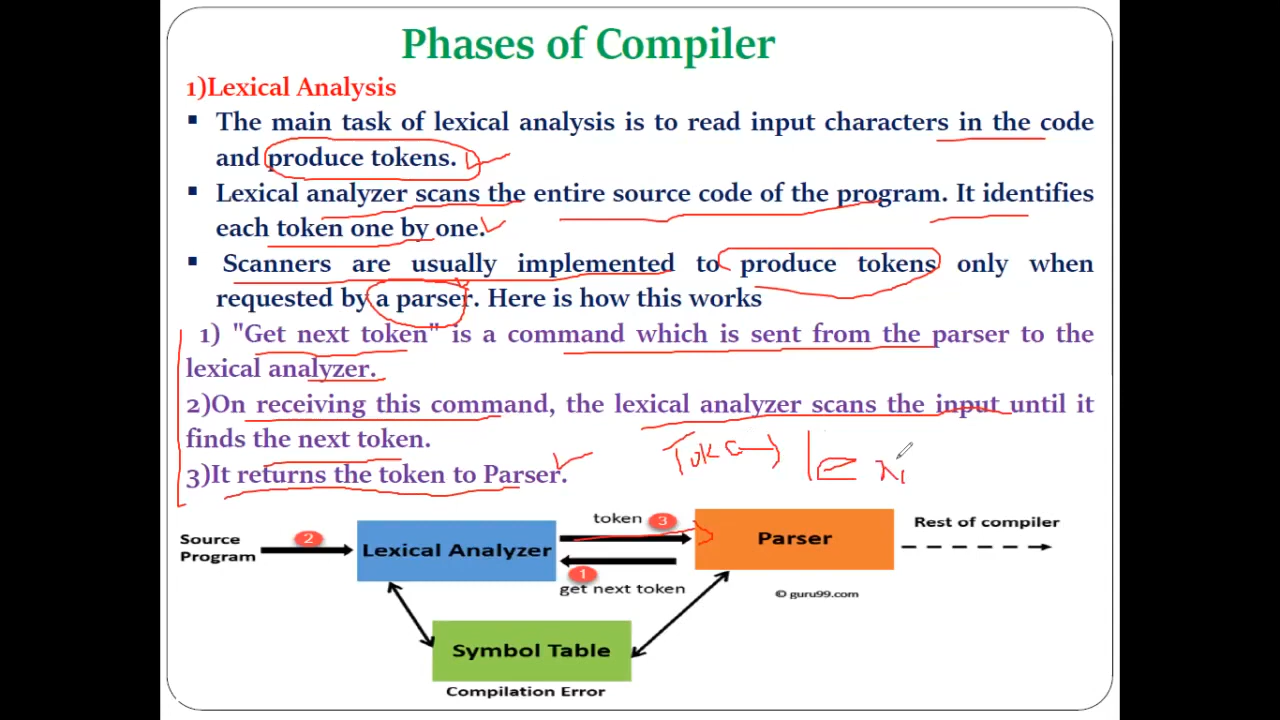 Phases of Compiler
1)Lexical Analysis
▪ The main task of lexical analysis is to read input characters in the code
and produce tokens.
▪ Lexical analyzer scans the entire source code of the program. It identifies
each token one by one.
▪ Scanners are usually implemented to produce tokens only when
requested by a parser. Here is how this works
1) "Get next token" is a command which is sent from the parser to the
lexical analyzer.
2)On receiving this command, the lexical analyzer scans the input until it
finds the next token.
3)It returns the token to Parser.
Source
Program
2
Lexical Analyzer
token 3
1
get next token
Parser
Rest of compiler
© guru99.com
Symbol Table
Compilation Error